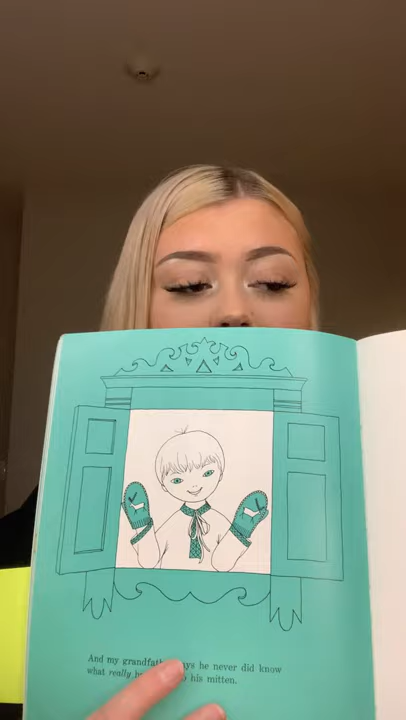 And my grandfath ys he never did know
what really h o his mitten.